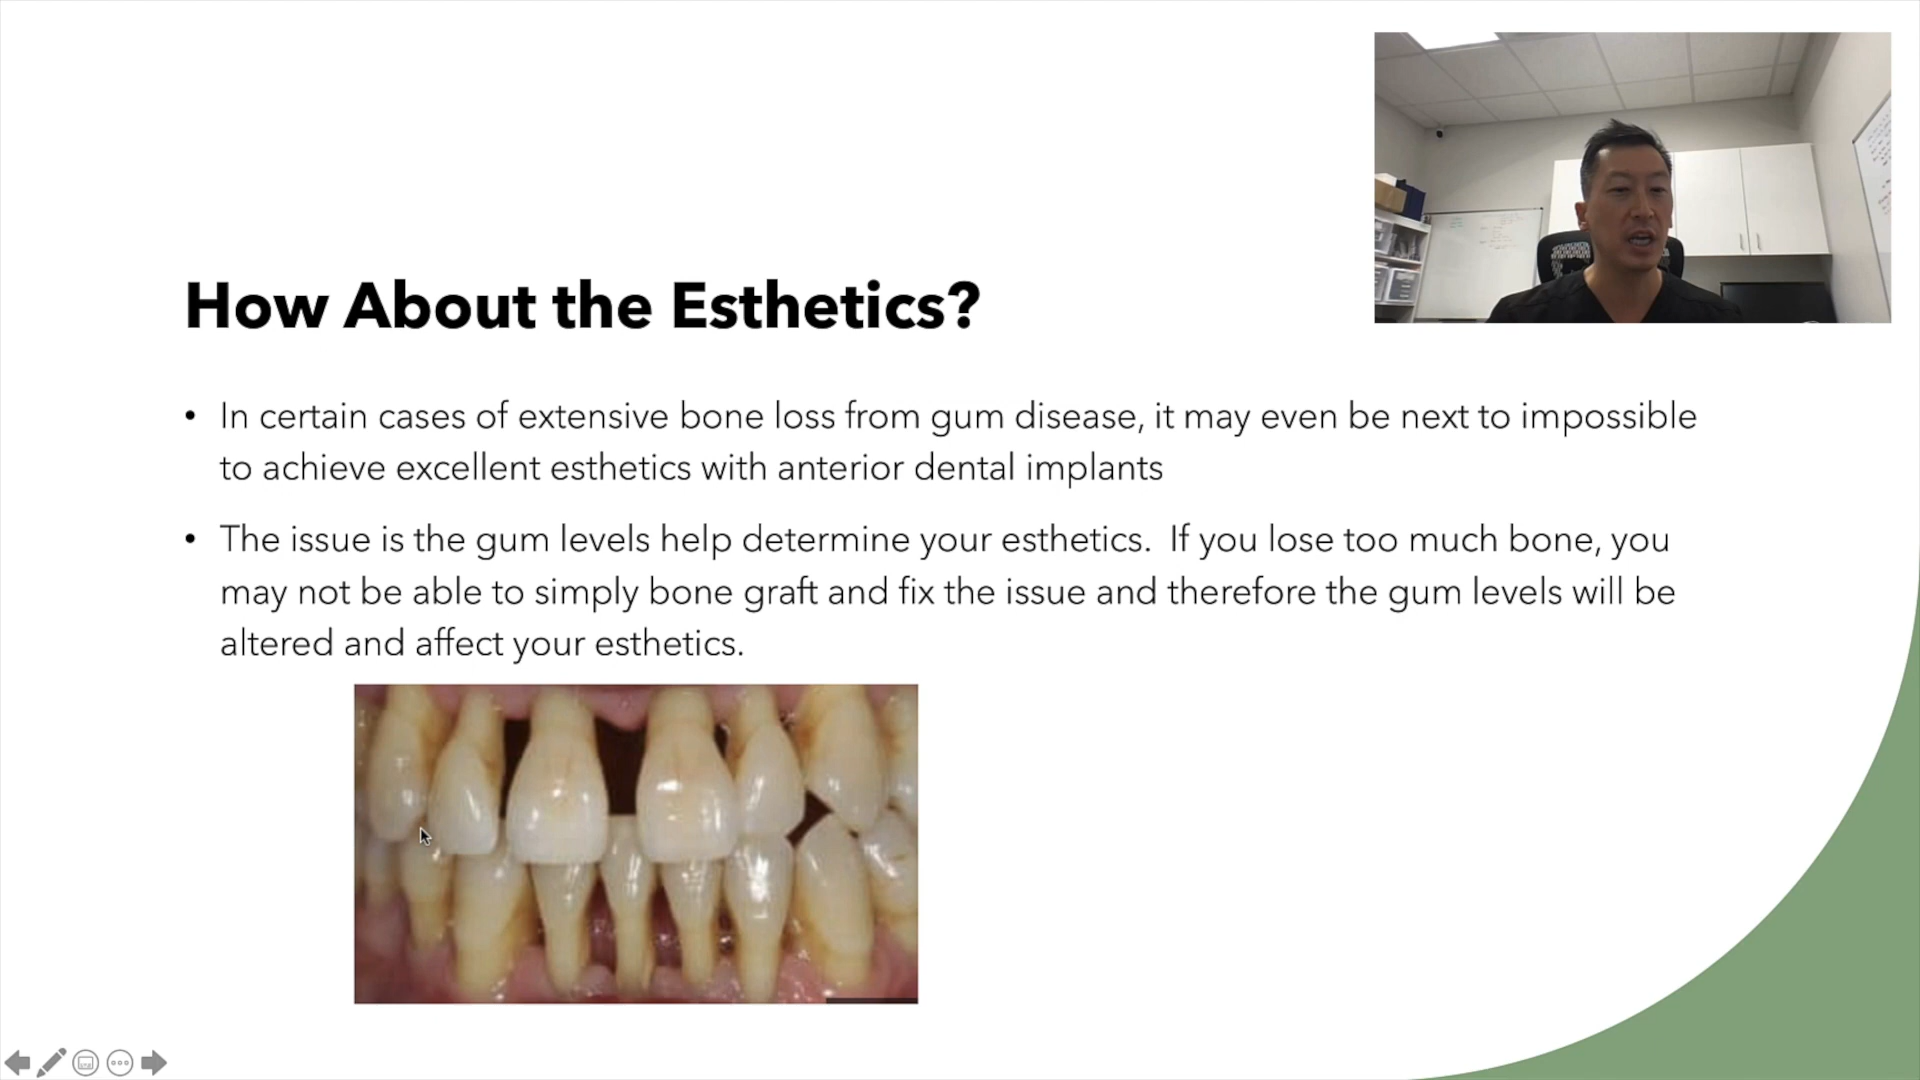 How About the Esthetics?
• In certain cases of extensive bone loss from gum disease, it may even be next to impossible
to achieve excellent esthetics with anterior dental implants
• The issue is the gum levels help determine your esthetics.  If you lose too much bone, you
may not be able to simply bone graft and fix the issue and therefore the gum levels will be
altered and affect your esthetics.